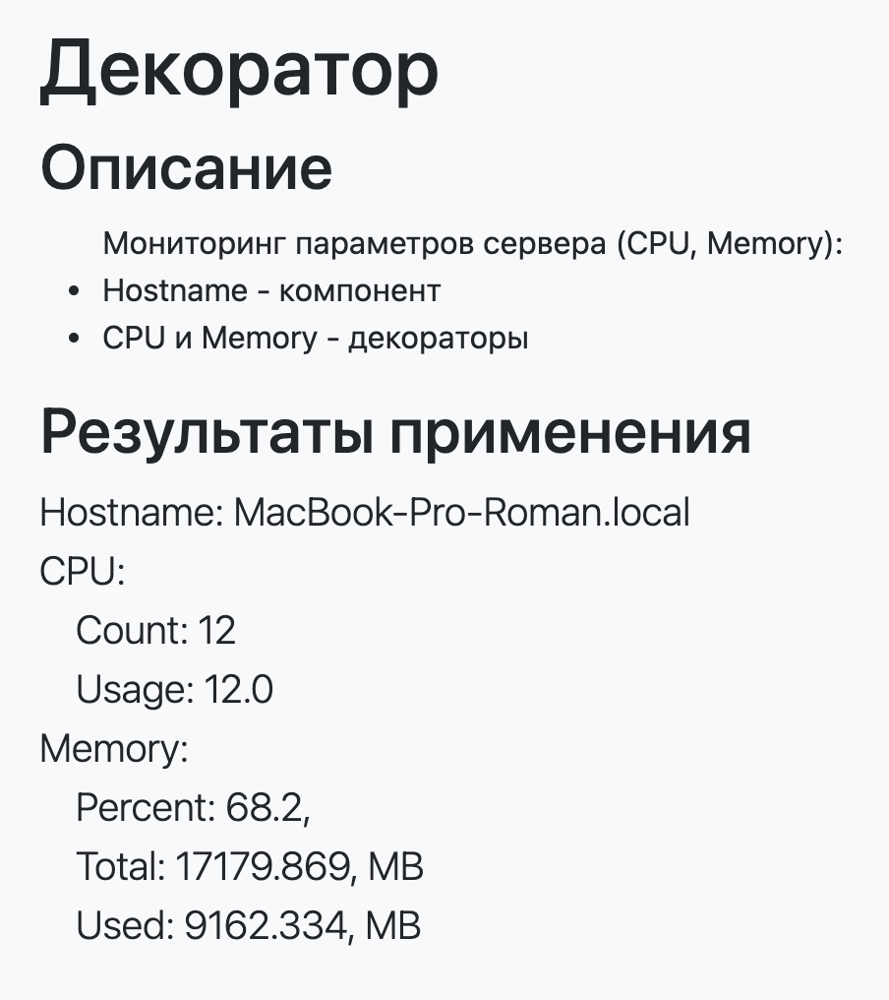 Декоратор
Описание
Мониторинг параметров сервера (CPU, Memory):
• Hostname - компонент
• CPU и Memory - декораторы
Результаты применения
Hostname: MacBook-Pro-Roman.local
CPU:
Count: 12
Usage: 12.0
Memory:
Percent: 68.2,
Total: 17179.869, MB
Used: 9162.334, MB